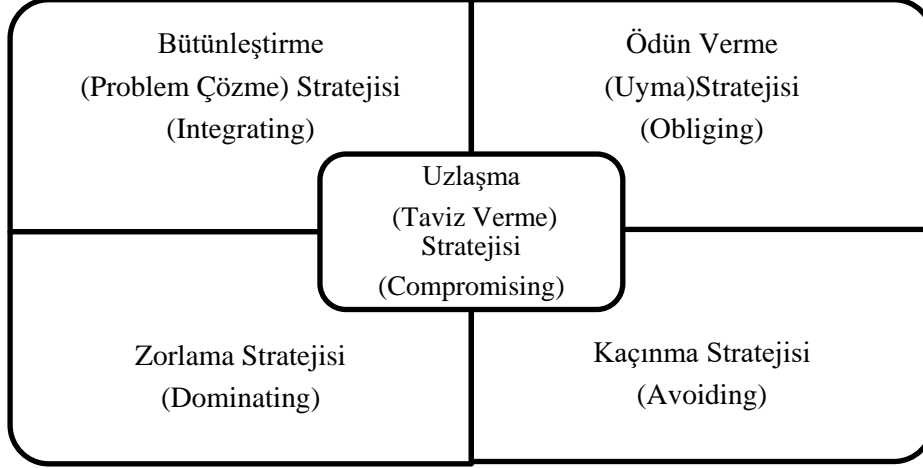 Bütünleştirme
(Problem Çözme) Stratejisi
(Integrating)
Ödün Verme
(Uyma)Stratejisi
(Obliging)
Uzlaşma
(Taviz Verme)
Stratejisi
(Compromising)
Zorlama Stratejisi
(Dominating)
Kaçınma Stratejisi
(Avoiding)